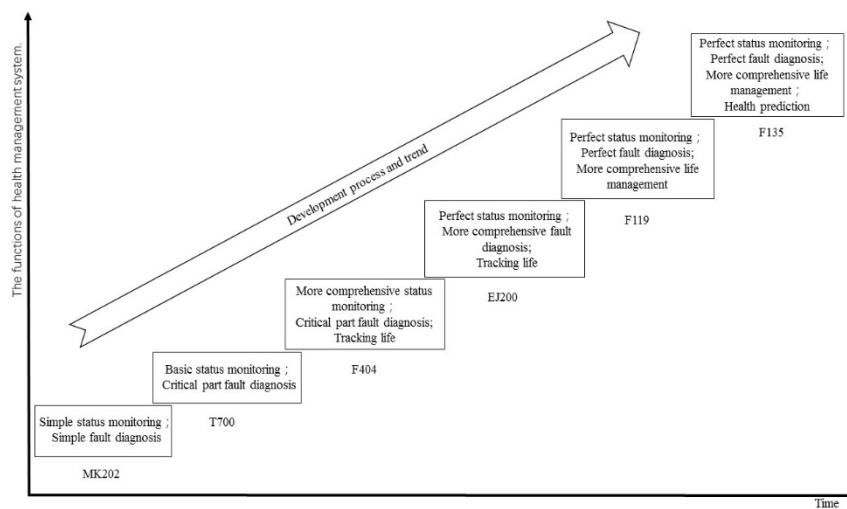 The functions of health management system.
Development process and trend
Perfect status monitoring；
Perfect fault diagnosis;
More comprehensive life
management；
Health prediction
F135
Perfect status monitoring；
Perfect fault diagnosis;
More comprehensive life
management
F119
Perfect status monitoring；
More comprehensive fault
diagnosis;
Tracking life
EJ200
More comprehensive status
monitoring；
Critical part fault diagnosis;
Tracking life
F404
Basic status monitoring；
Critical part fault diagnosis
T700
Simple status monitoring；
Simple fault diagnosis
MK202
Time